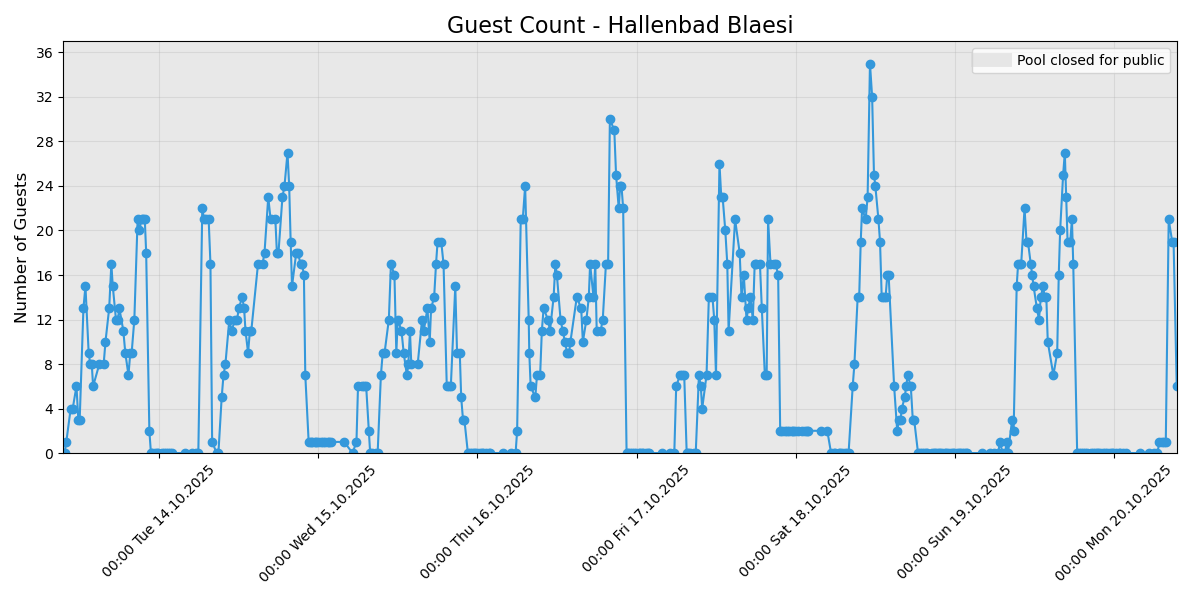 Guest Count - Hallenbad Blaesi
Pool closed for public
Number of Guests
36
32
28
24
20
16
12
8
4
0
00:00 Tue 14.10.2025
00:00 Wed 15.10.2025
00:00 Thu 16.10.2025
00:00 Fri 17.10.2025
00:00 Sat 18.10.2025
00:00 Sun 19.10.2025
00:00 Mon 20.10.2025